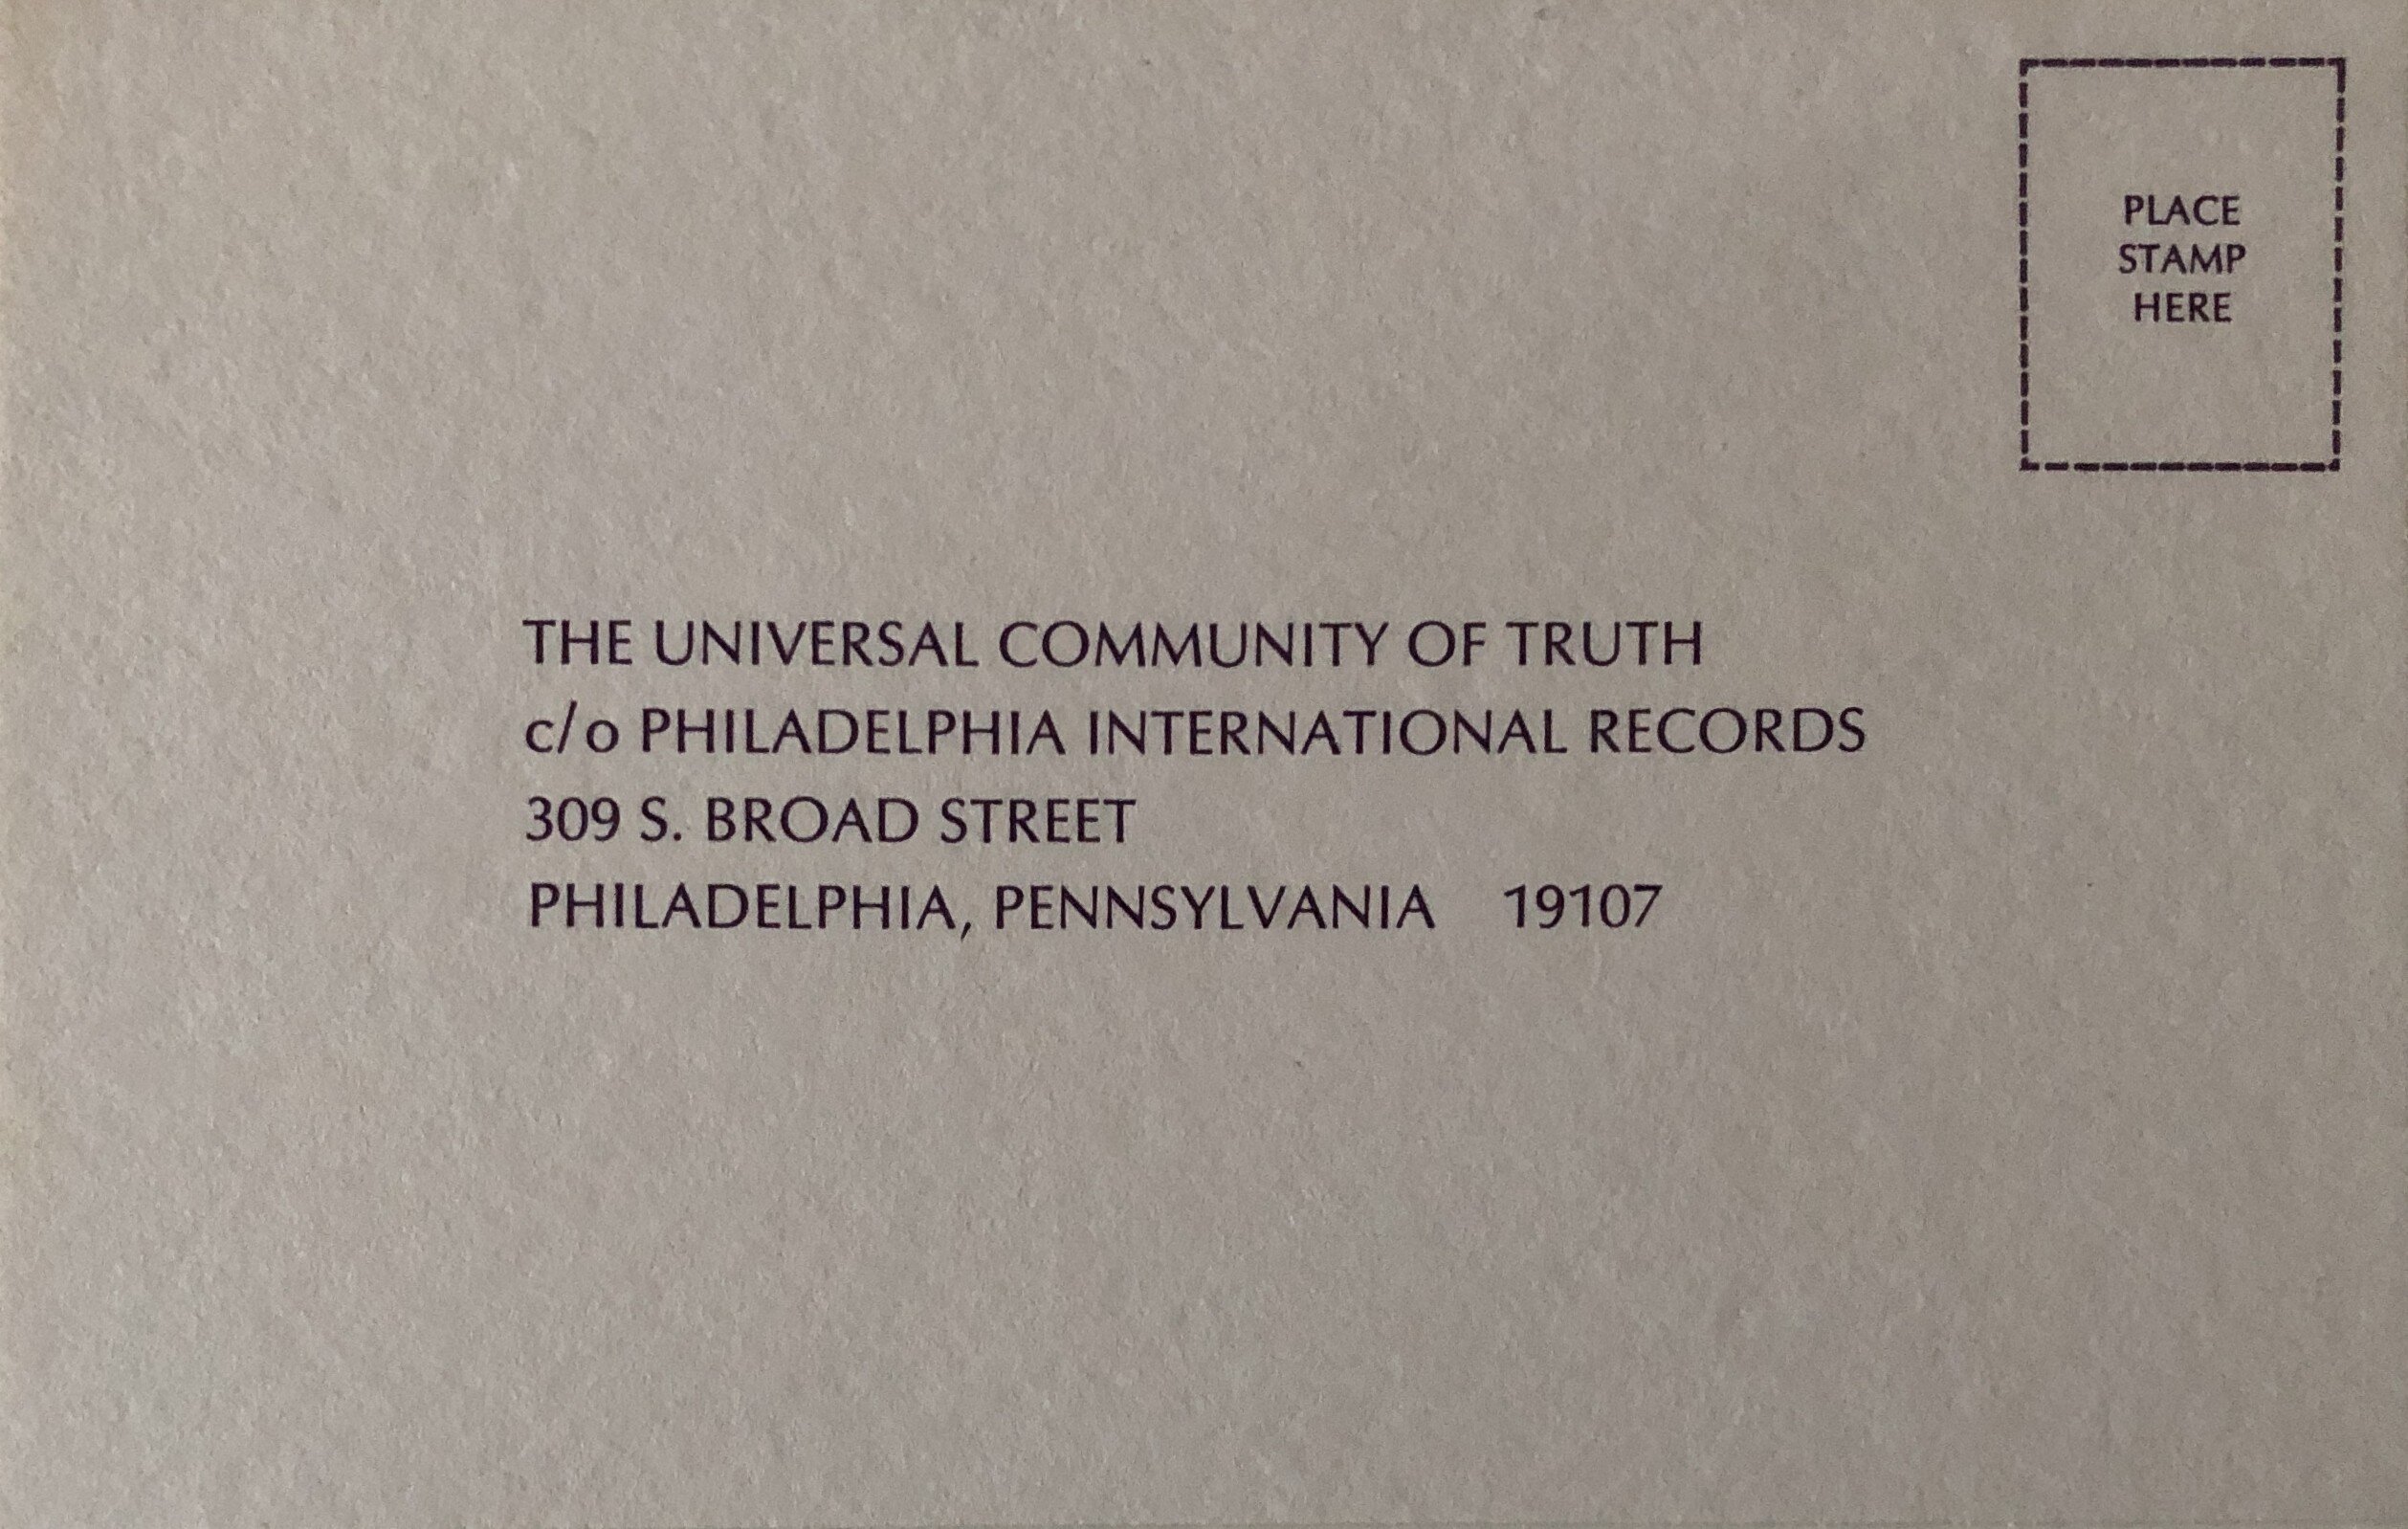 PLACE
STAMP
HERE
THE UNIVERSAL COMMUNITY OF TRUTH
c/o PHILADELPHIA INTERNATIONAL RECORDS
309 S. BROAD STREET
PHILADELPHIA, PENNSYLVANIA 19107